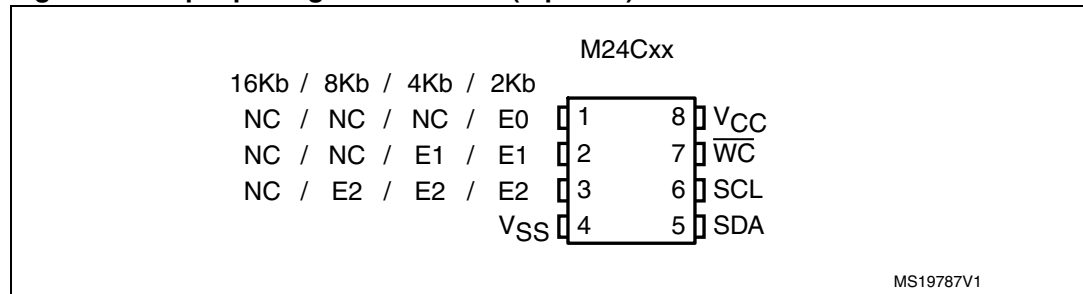 M24Cxx
16Kb / 8Kb / 4Kb / 2Kb
NC / NC / NC / E0 1 8 VCC
NC / NC / E1 / E1 2 7 W̅C̅
NC / E2 / E2 / E2 3 6 SCL
VSS 4 5 SDA
MS19787V1